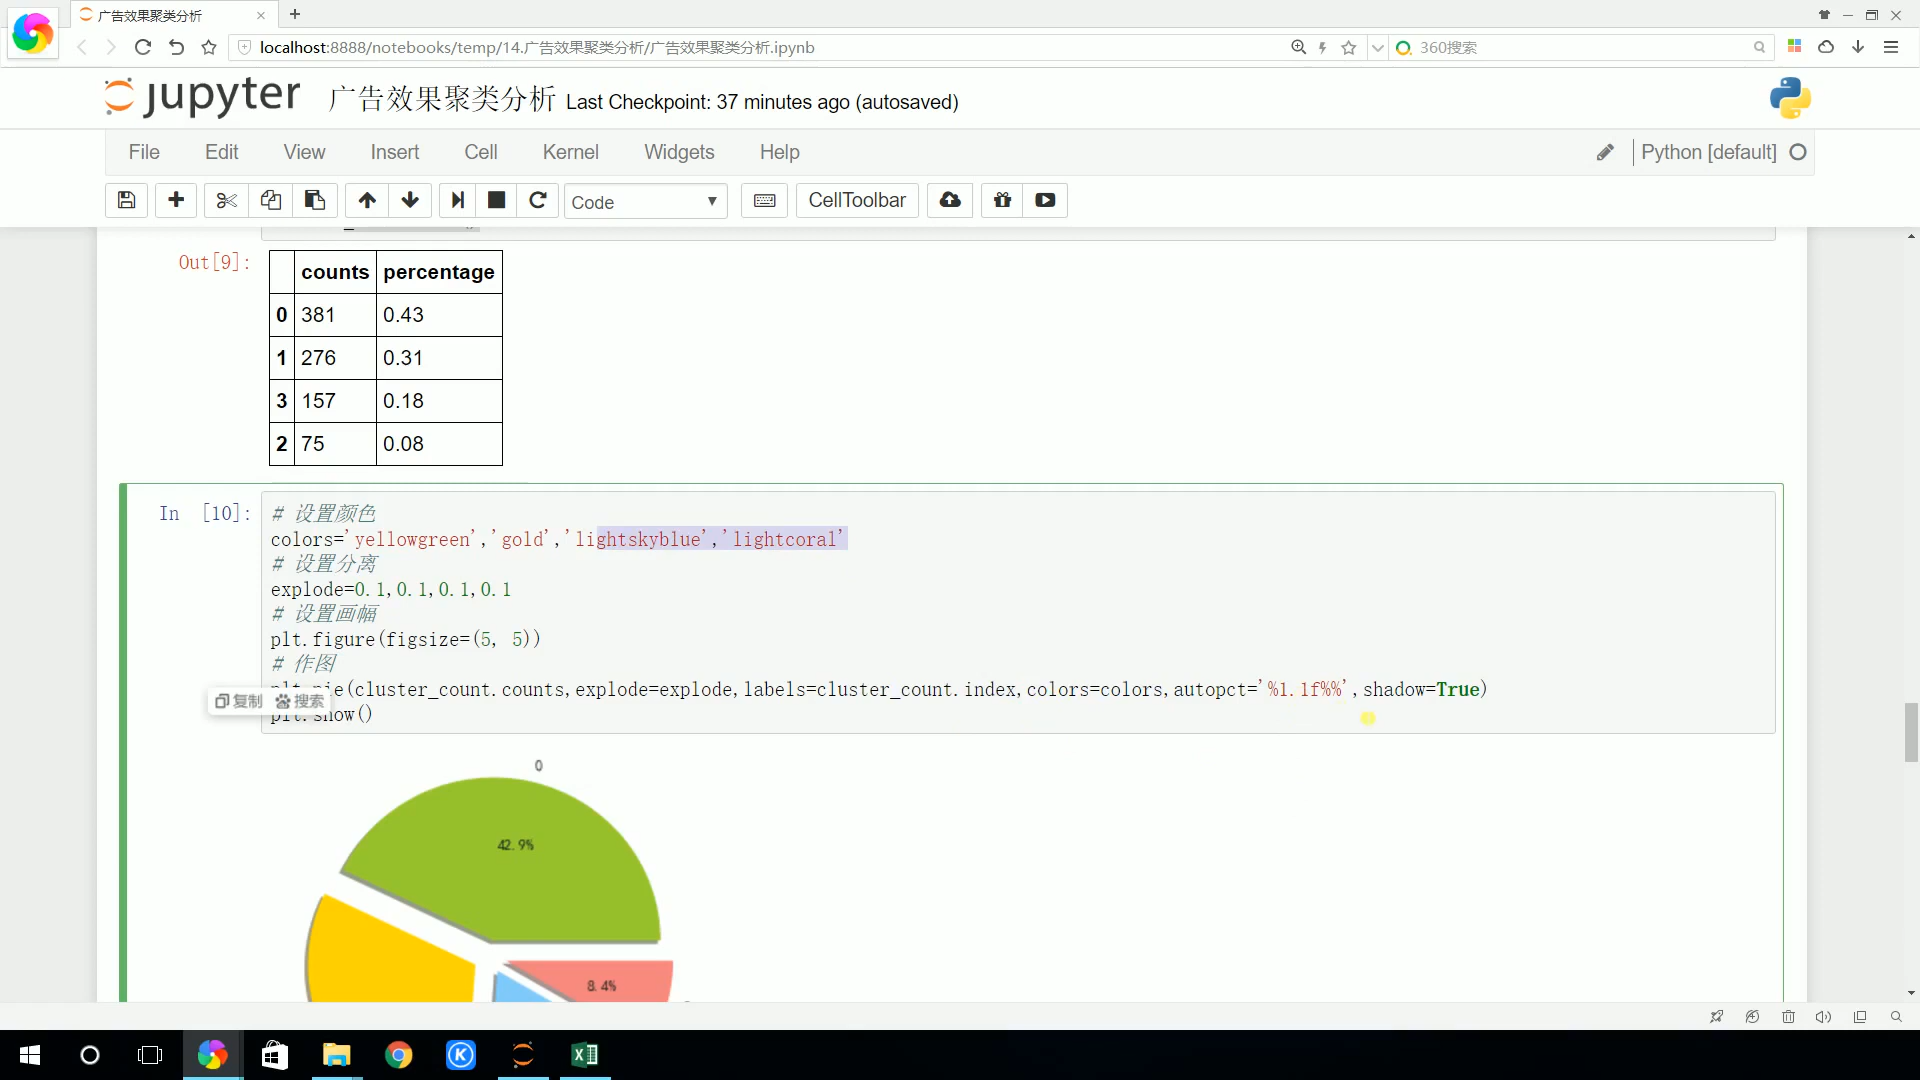 广告效果聚类分析
localhost:8888/notebooks/temp/14.广告效果聚类分析/广告效果聚类分析.ipynb
360搜索
jupyter 广告效果聚类分析 Last Checkpoint: 37 minutes ago (autosaved)
File Edit View Insert Cell Kernel Widgets Help
Python [default]
Code
CellToolbar
Out[9]:
counts percentage
0 381 0.43
1 276 0.31
3 157 0.18
2 75 0.08
In [10]:
# 设置颜色
colors='yellowgreen','gold','lightskyblue','lightcoral'
# 设置分离
explode=0.1,0.1,0.1,0.1
# 设置画幅
plt.figure(figsize=(5, 5))
# 作图
plt.pie(cluster_count.counts,explode=explode,labels=cluster_count.index,colors=colors,autopct='%1.1f%%',shadow=True)
复制 搜索
plt.show()
0
42.9%
8.4%